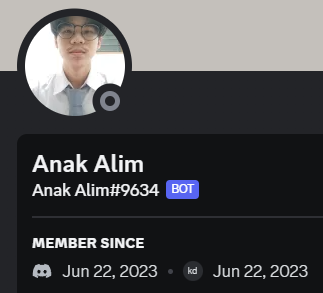 Anak Alim
Anak Alim#9634 BOT
MEMBER SINCE
Jun 22, 2023 • kd Jun 22, 2023